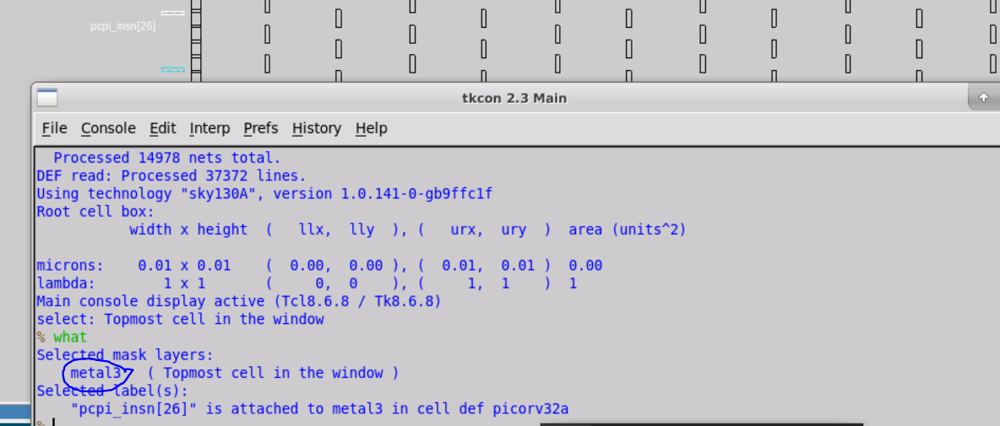 pcpi_insn[26]
tkcon 2.3 Main
File Console Edit Interp Prefs History Help
Processed 14978 nets total.
DEF read: Processed 37372 lines.
Using technology "sky130A", version 1.0.141-0-gb9ffc1f
Root cell box:
width x height ( llx, lly ), ( urx, ury ) area (units^2)
microns: 0.01 x 0.01 ( 0.00, 0.00 ), ( 0.01, 0.01 ) 0.00
lambda: 1 x 1 ( 0, 0 ), ( 1, 1 ) 1
Main console display active (Tcl8.6.8 / Tk8.6.8)
select: Topmost cell in the window
% what
Selected mask layers:
metal3 ( Topmost cell in the window )
Selected label(s):
"pcpi_insn[26]" is attached to metal3 in cell def picorv32a
%